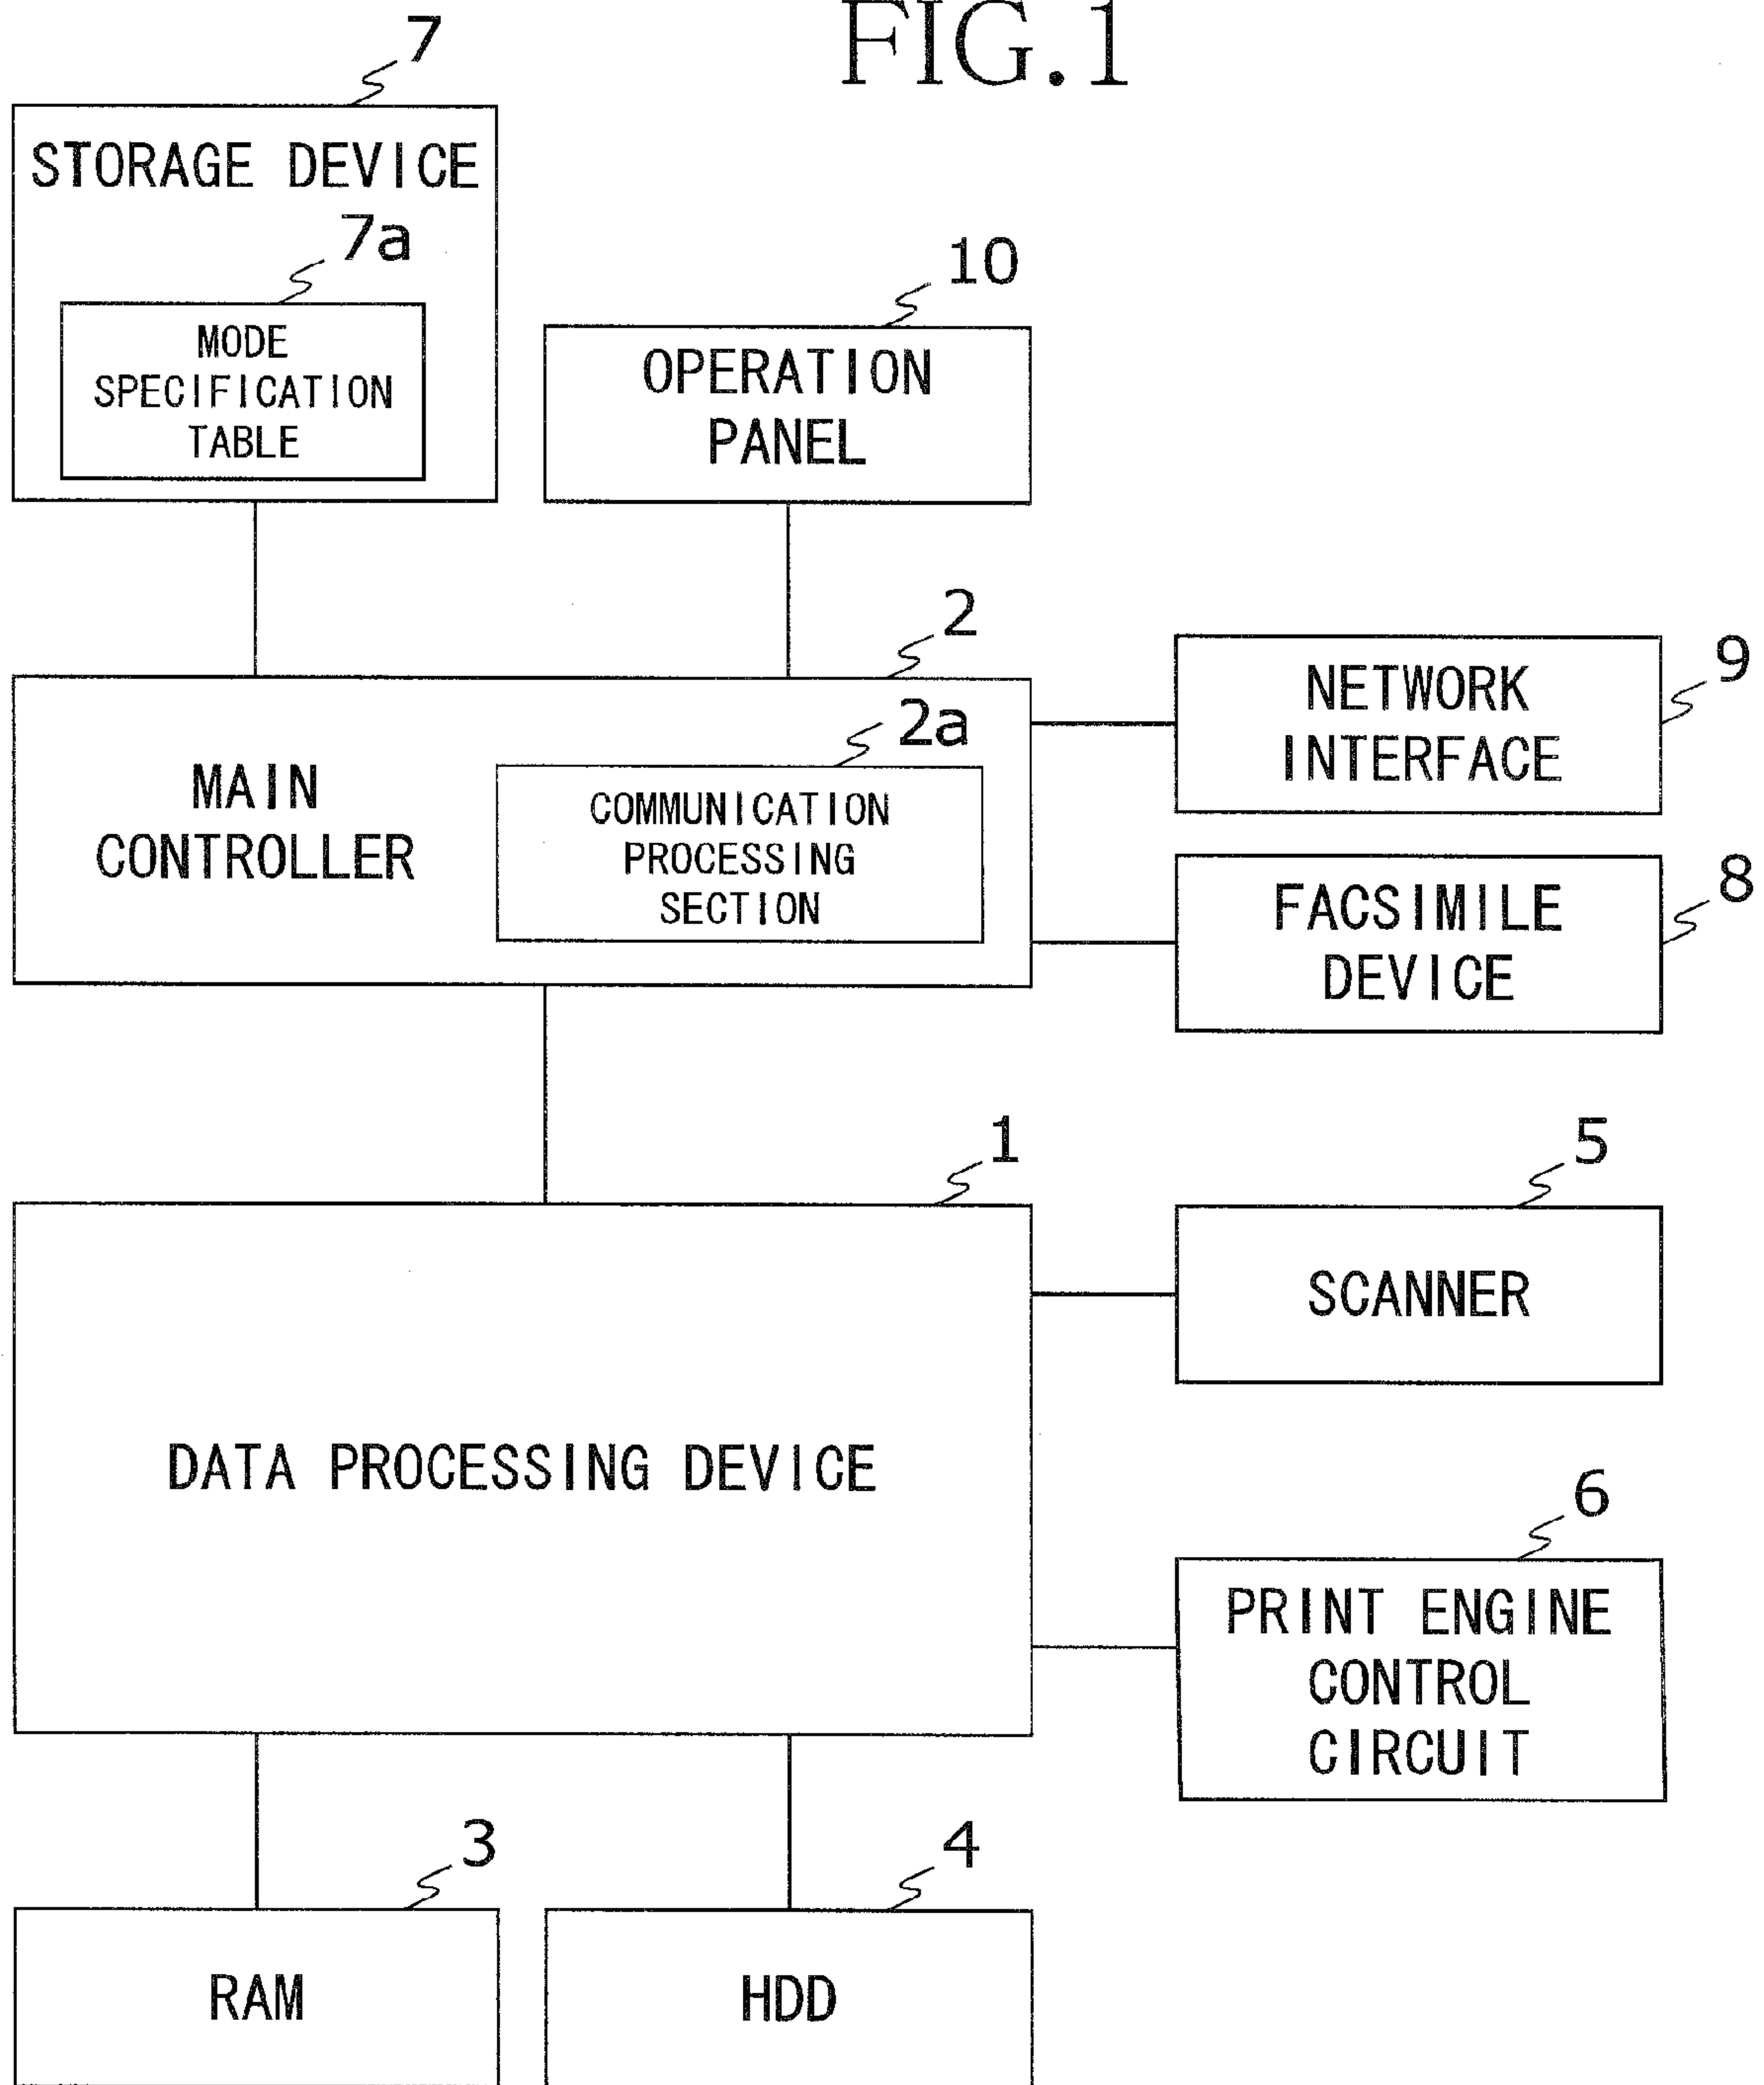 FIG.1
7
STORAGE DEVICE
7a
MODE
SPECIFICATION
TABLE
10
OPERATION
PANEL
2
MAIN
CONTROLLER
2a
COMMUNICATION
PROCESSING
SECTION
9
NETWORK
INTERFACE
8
FACSIMILE
DEVICE
1
DATA PROCESSING DEVICE
5
SCANNER
6
PRINT ENGINE
CONTROL
CIRCUIT
3
RAM
4
HDD